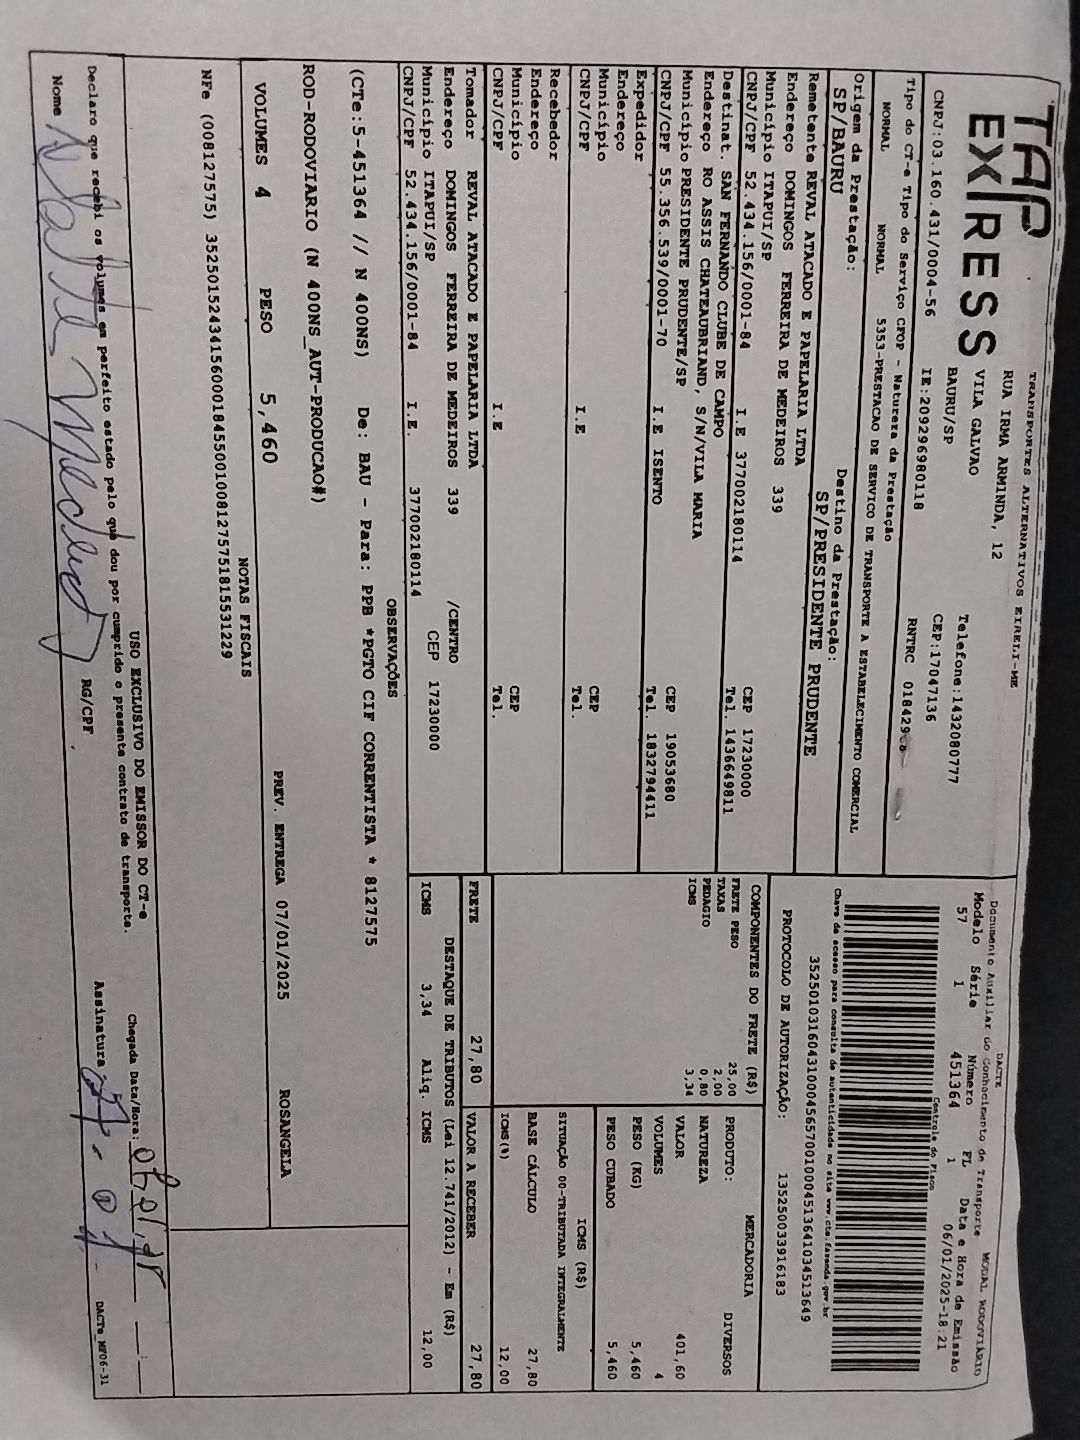 TAP
EXPRESS
TRANSPORTES ALTERNATIVOS EIRELI-ME
RUA IRMA ARMINDA, 12
VILA GALVAO
BAURU/SP
Telefone:1432080777
CEP:17047136
CNPJ:03.160.431/0004-56 IE:209296980118
RNTRC 018429
Tipo do CT-e Tipo do Serviço CFOP - Natureza da Prestação
NORMAL NORMAL 5353-PRESTACAO DE SERVICO DE TRANSPORTE A ESTABELECIMENTO COMERCIAL
Origem da Prestação: Destino da Prestação:
SP/BAURU SP/PRESIDENTE PRUDENTE
Remetente REVAL ATACADO E PAPELARIA LTDA
Endereço DOMINGOS FERREIRA DE MEDEIROS 339
Município ITAPUI/SP CEP 17230000
CNPJ/CPF 52.434.156/0001-84 I.E 377002180114 Tel. 1436649811
Destinat. SAN FERNANDO CLUBE DE CAMPO
Endereço RO ASSIS CHATEAUBRIAND, S/N/VILA MARIA
Município PRESIDENTE PRUDENTE/SP CEP 19053680
CNPJ/CPF 55.356.539/0001-70 I.E ISENTO Tel. 1832794411
Expedidor
Endereço
Município CEP
CNPJ/CPF I.E Tel.
Recebedor
Endereço
Município CEP
CNPJ/CPF I.E Tel.
Tomador REVAL ATACADO E PAPELARIA LTDA
Endereço DOMINGOS FERREIRA DE MEDEIROS 339 /CENTRO
Município ITAPUI/SP CEP 17230000
CNPJ/CPF 52.434.156/0001-84 I.E. 377002180114
DACTE MODAL RODOVIÁRIO
Documento Auxiliar do Conhecimento de Transporte
Modelo Série Número FL Data e Hora de Emissão
57 1 451364 1 06/01/2025-18:21
Controle do Fisco
Chave de acesso para consulta de autenticidade no site www.cte.fazenda.gov.br
35250103160431000456570010004513641034513649
PROTOCOLO DE AUTORIZAÇÃO: 135250033916183
COMPONENTES DO FRETE (R$)
FRETE PESO 25,00
TAXAS 2,00
PEDAGIO 0,80
ICMS 3,34
MERCADORIA
PRODUTO: DIVERSOS
NATUREZA
VALOR 401,60
VOLUMES 4
PESO (KG) 5,460
PESO CUBADO 5,460
ICMS (R$)
SITUAÇÃO 00-TRIBUTADA INTEGRALMENTE
BASE CÁLCULO 27,80
ICMS(%) 12,00
FRETE 27,80 VALOR A RECEBER 27,80
DESTAQUE DE TRIBUTOS (Lei 12.741/2012) - Em (R$)
ICMS 3,34 Aliq. ICMS 12,00
OBSERVAÇÕES
(CTe:5-451364 // N 400NS) De: BAU - Para: PPB *PGTO CIF CORRENTISTA * 8127575
ROD-RODOVIARIO (N 400NS_AUT-PRODUCAO#)
VOLUMES 4 PESO 5,460 PREV. ENTREGA 07/01/2025 ROSANGELA
NOTAS FISCAIS
NFe (008127575) 35250152434156000184550010081275751815531229
USO EXCLUSIVO DO EMISSOR DO CT-e
Declaro que recebi os volumes em perfeito estado pelo que dou por cumprido o presente contrato de transporte.
Chegada Data/Hora:
Nome RG/CPF Assinatura
DACTe_MF06-31